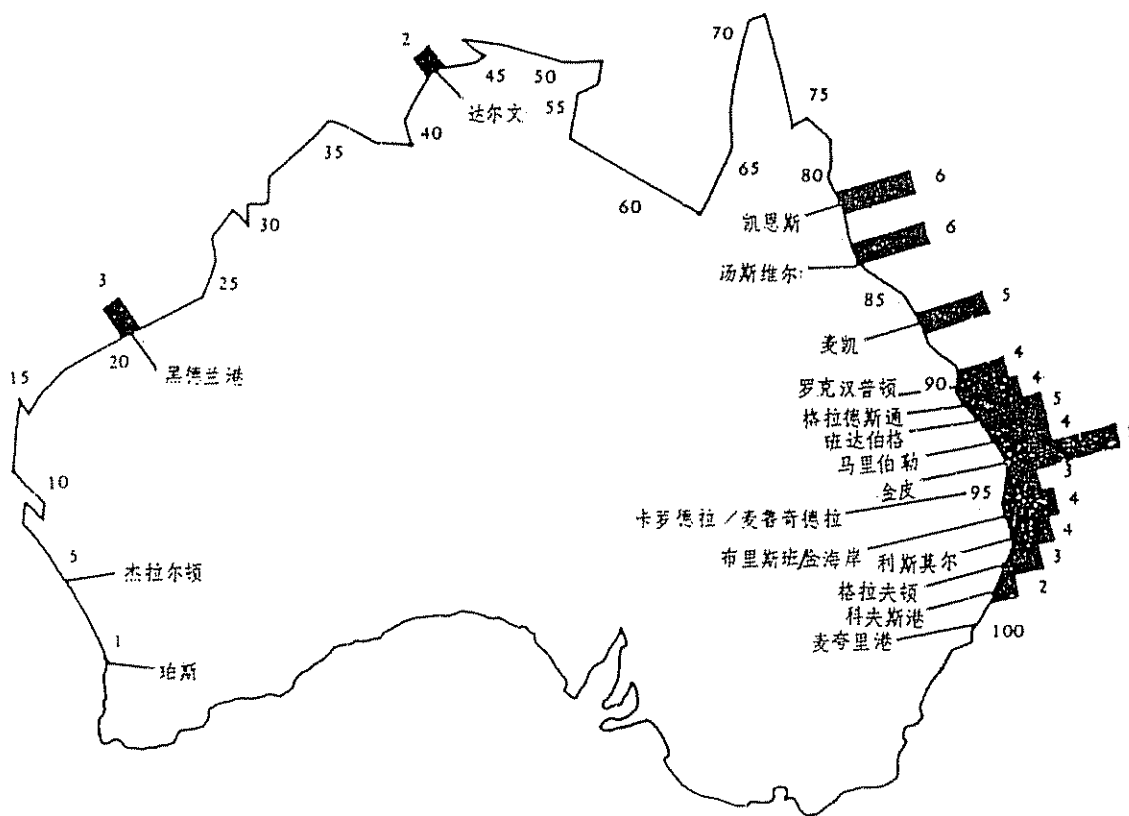 2
70
45
50
达尔文
55
75
40
35
65
80
6
60
凯恩斯
30
6
汤斯维尔
3
25
85
5
麦凯
20
黑德兰港
15
4
罗克汉普顿
90
4
格拉德斯通
5
班达伯格
4
马里伯勒
金皮
3
10
95
4
卡罗德拉/麦鲁奇德拉
4
布里斯班/金海岸
利斯其尔
5
杰拉尔顿
3
格拉夫顿
2
科夫斯港
100
麦夸里港
1
珀斯